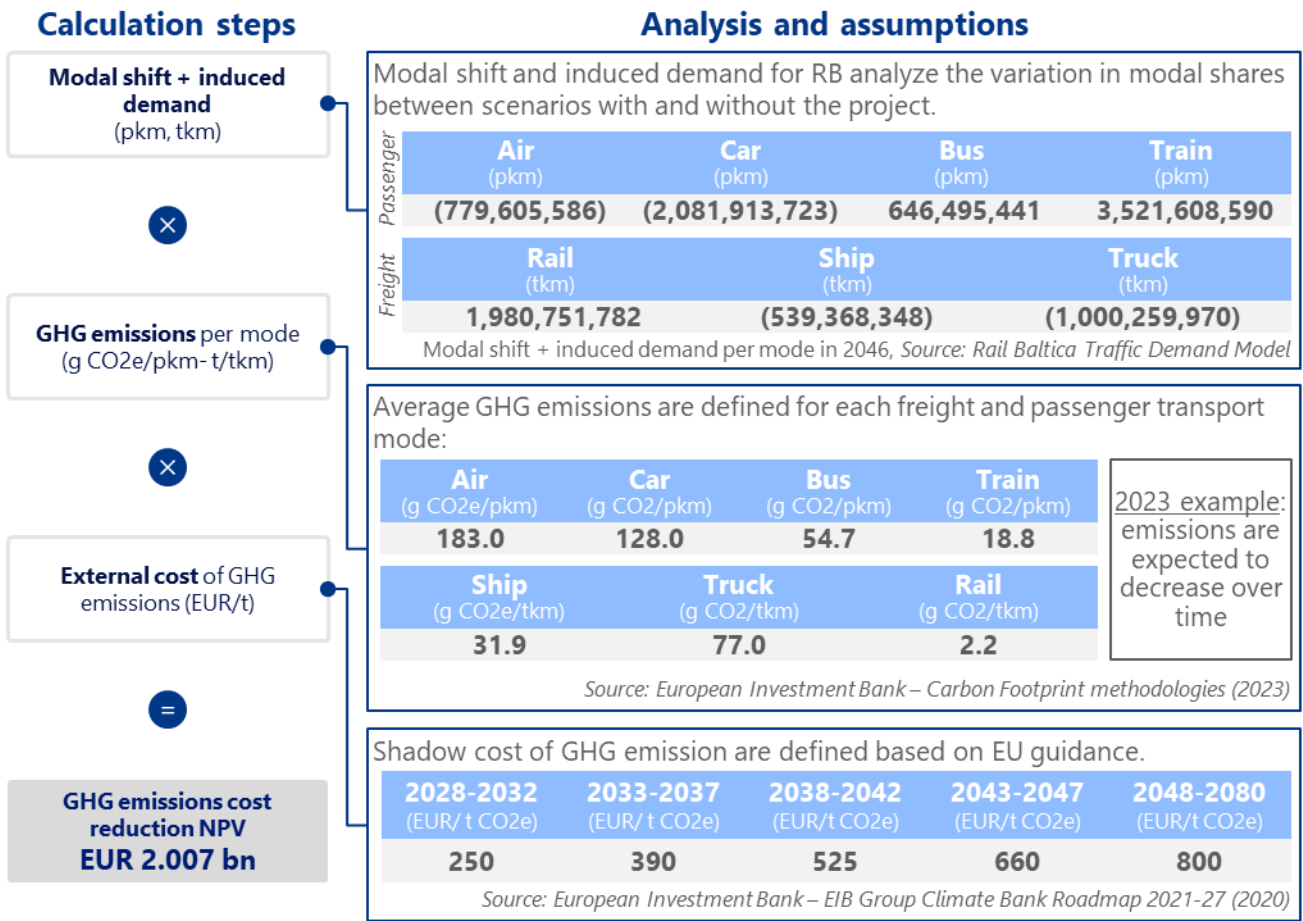 Calculation steps
Analysis and assumptions
Modal shift + induced
demand
(pkm, tkm)
×
GHG emissions per mode
(g CO2e/pkm- t/tkm)
×
External cost of GHG
emissions (EUR/t)
=
GHG emissions cost
reduction NPV
EUR 2.007 bn
Modal shift and induced demand for RB analyze the variation in modal shares
between scenarios with and without the project.
Passenger
Air Car Bus Train
(pkm) (pkm) (pkm) (pkm)
(779,605,586) (2,081,913,723) 646,495,441 3,521,608,590
Freight
Rail Ship Truck
(tkm) (tkm) (tkm)
1,980,751,782 (539,368,348) (1,000,259,970)
Modal shift + induced demand per mode in 2046, Source: Rail Baltica Traffic Demand Model
Average GHG emissions are defined for each freight and passenger transport
mode:
Air Car Bus Train
(g CO2e/pkm) (g CO2/pkm) (g CO2/pkm) (g CO2/pkm)
183.0 128.0 54.7 18.8
Ship Truck Rail
(g CO2e/tkm) (g CO2/tkm) (g CO2/tkm)
31.9 77.0 2.2
2023 example:
emissions are
expected to
decrease over
time
Source: European Investment Bank – Carbon Footprint methodologies (2023)
Shadow cost of GHG emission are defined based on EU guidance.
2028-2032 2033-2037 2038-2042 2043-2047 2048-2080
(EUR/ t CO2e) (EUR/ t CO2e) (EUR/ t CO2e) (EUR/ t CO2e) (EUR/ t CO2e)
250 390 525 660 800
Source: European Investment Bank – EIB Group Climate Bank Roadmap 2021-27 (2020)